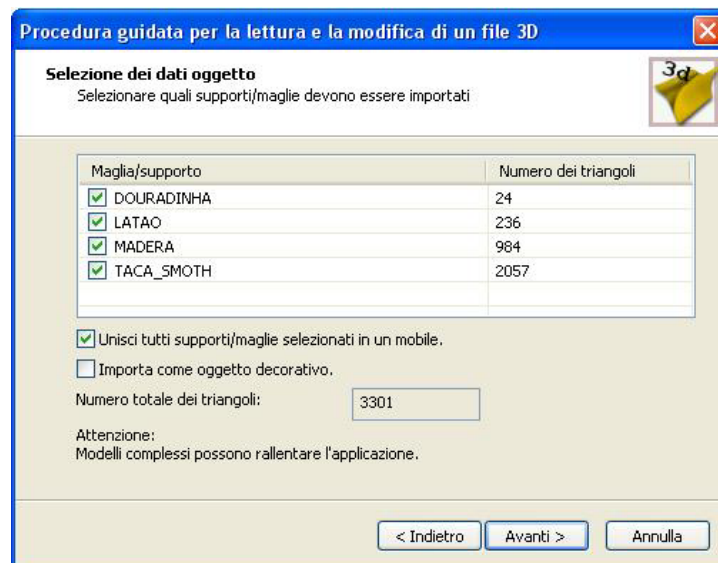 Procedura guidata per la lettura e la modifica di un file 3D
Selezione dei dati oggetto
Selezionare quali supporti/maglie devono essere importati
3d
Maglia/supporto Numero dei triangoli
DOURADINHA 24
LATAO 236
MADERA 984
TACA_SMOTH 2057
Unisci tutti supporti/maglie selezionati in un mobile.
Importa come oggetto decorativo.
Numero totale dei triangoli: 3301
Attenzione:
Modelli complessi possono rallentare l'applicazione.
< Indietro Avanti > Annulla